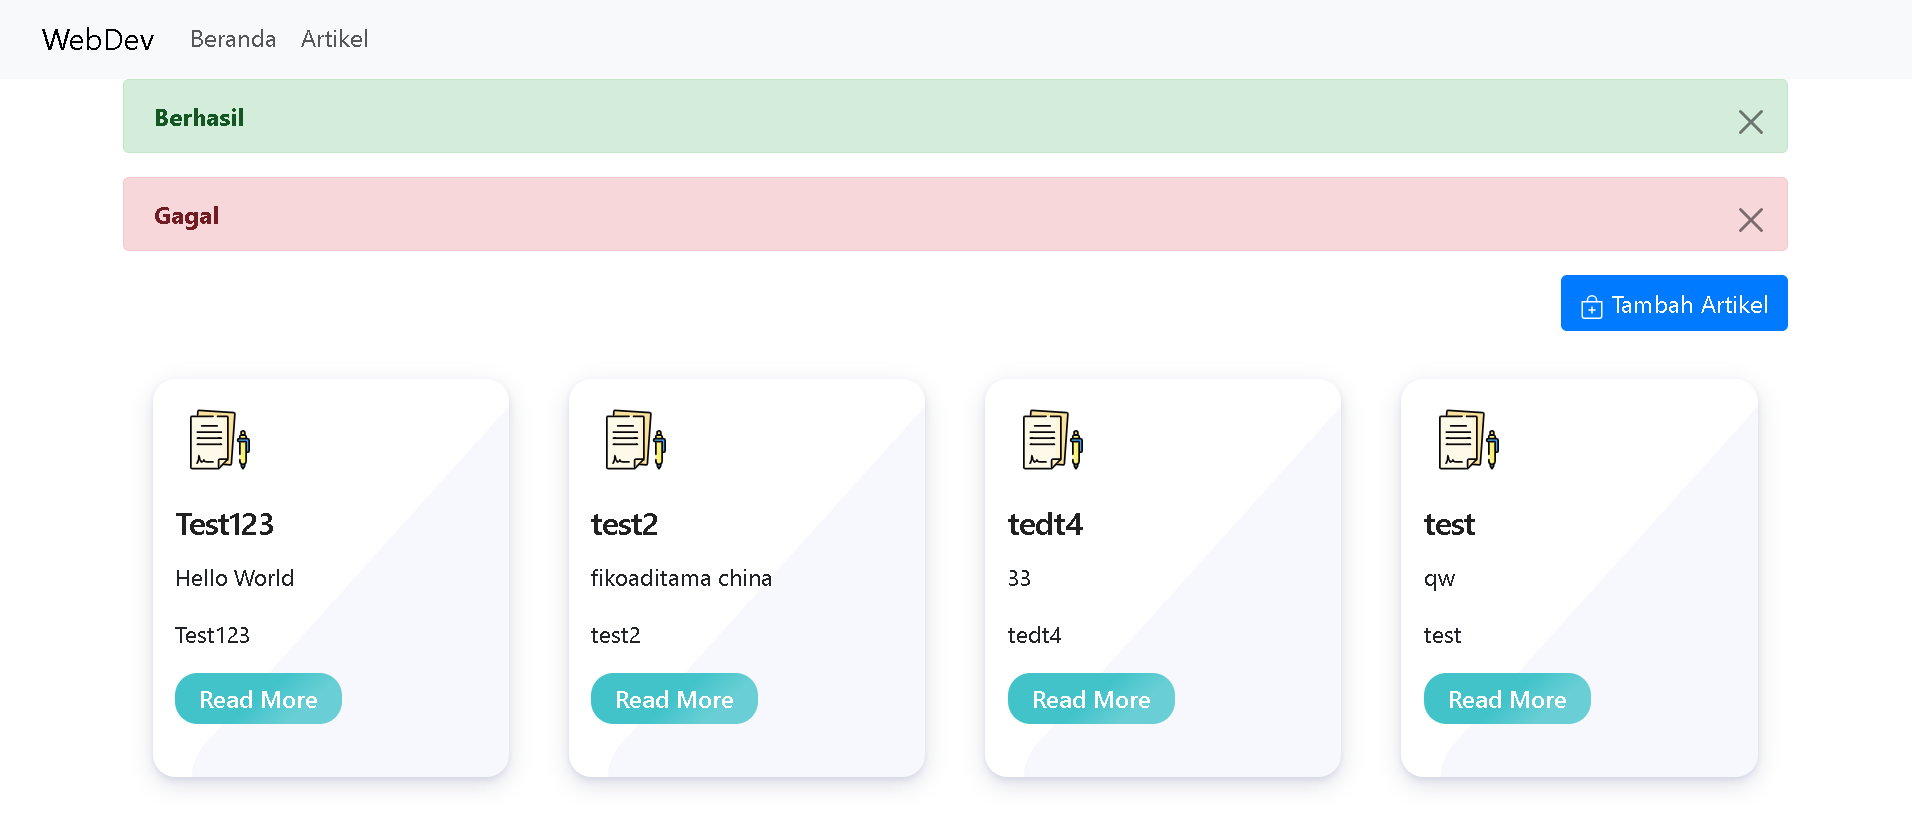 WebDev Beranda Artikel
Berhasil
Gagal
Tambah Artikel
Test123
Hello World
Test123
Read More
test2
fikoaditama china
test2
Read More
tedt4
33
tedt4
Read More
test
qw
test
Read More